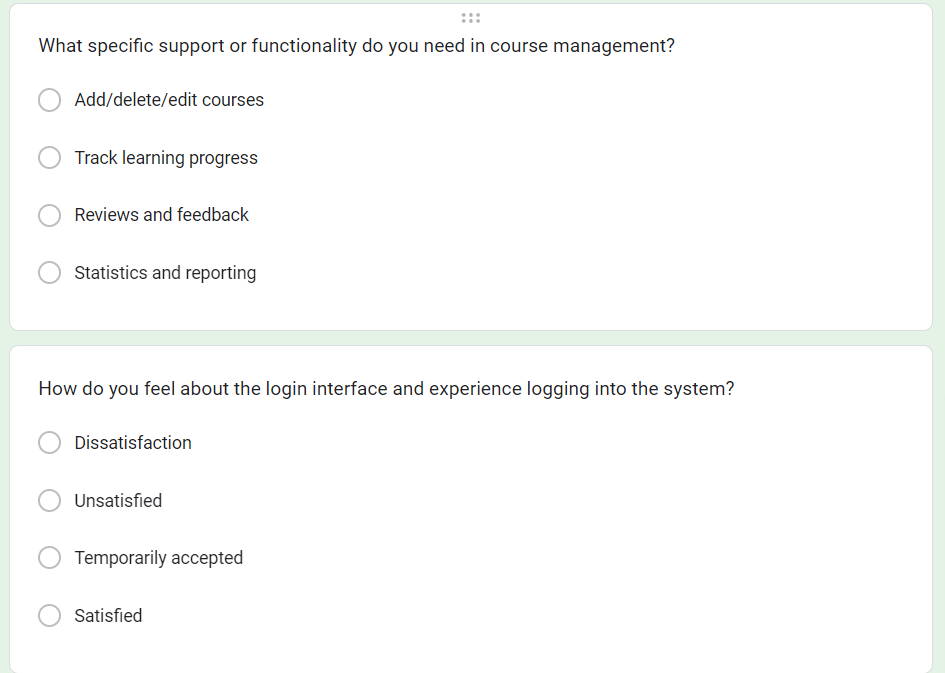 What specific support or functionality do you need in course management?
Add/delete/edit courses
Track learning progress
Reviews and feedback
Statistics and reporting
How do you feel about the login interface and experience logging into the system?
Dissatisfaction
Unsatisfied
Temporarily accepted
Satisfied